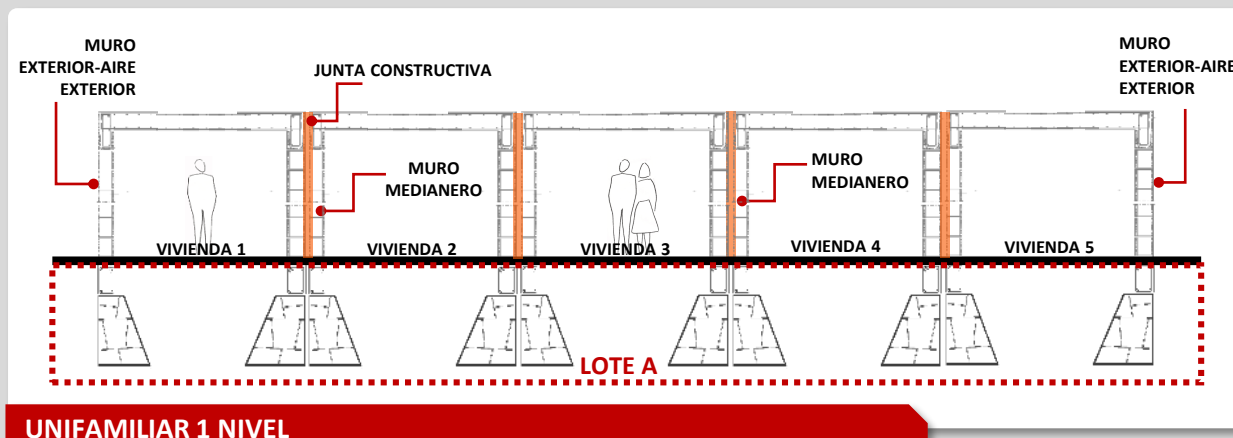 MURO
EXTERIOR-AIRE
EXTERIOR
JUNTA CONSTRUCTIVA
MURO
EXTERIOR-AIRE
EXTERIOR
MURO
MEDIANERO
MURO
MEDIANERO
VIVIENDA 1
VIVIENDA 2
VIVIENDA 3
VIVIENDA 4
VIVIENDA 5
LOTE A
UNIFAMILIAR 1 NIVEL